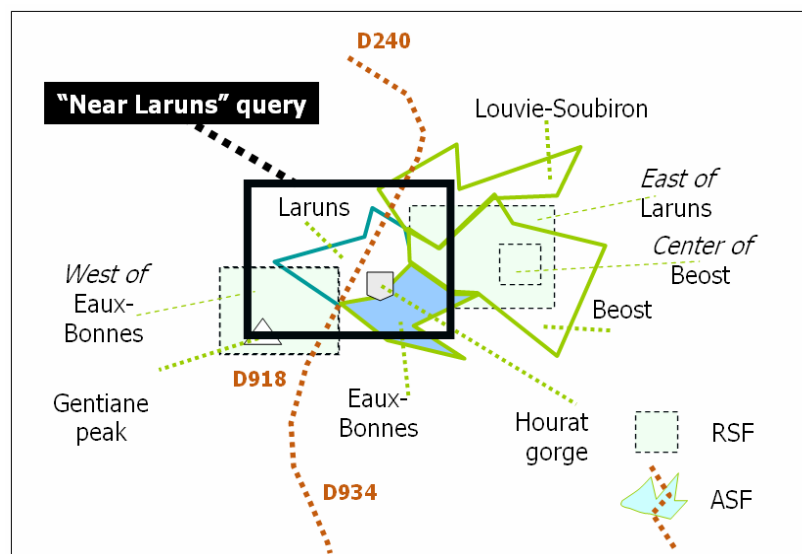 D240
“Near Laruns” query
Louvie-Soubiron
East of
Laruns
Laruns
Center of
Beost
West of
Eaux-
Bonnes
Beost
D918
Gentiane
peak
Eaux-
Bonnes
Hourat
gorge
RSF
D934
ASF